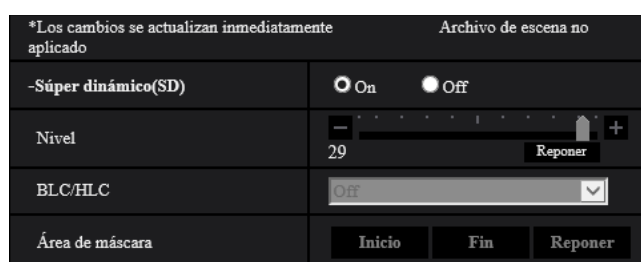 *Los cambios se actualizan inmediatamente Archivo de escena no
aplicado
-Súper dinámico(SD) On Off
Nivel - +
29 Reponer
BLC/HLC Off
Área de máscara Inicio Fin Reponer